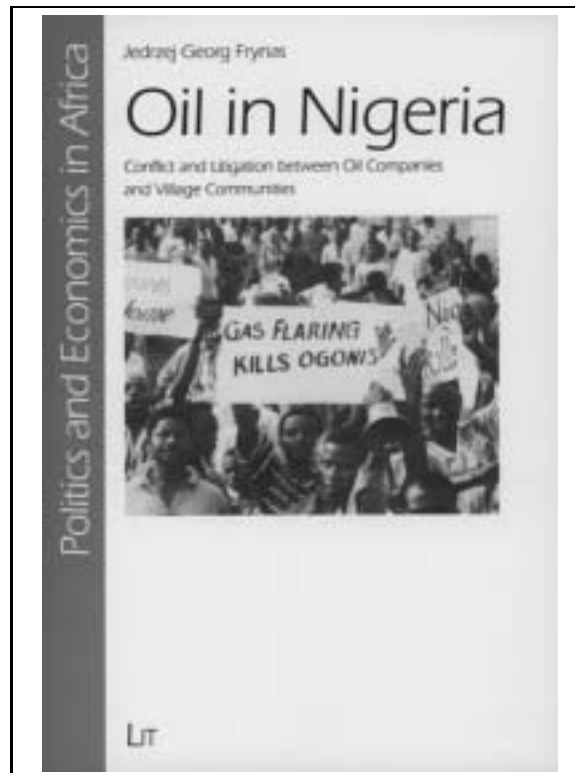 Politics and Economics in Africa
Jedrzej Georg Frynas
Oil in Nigeria
Conflict and Litigation between Oil Companies
and Village Communities
GAS FLARING
KILLS OGONIS
LIT